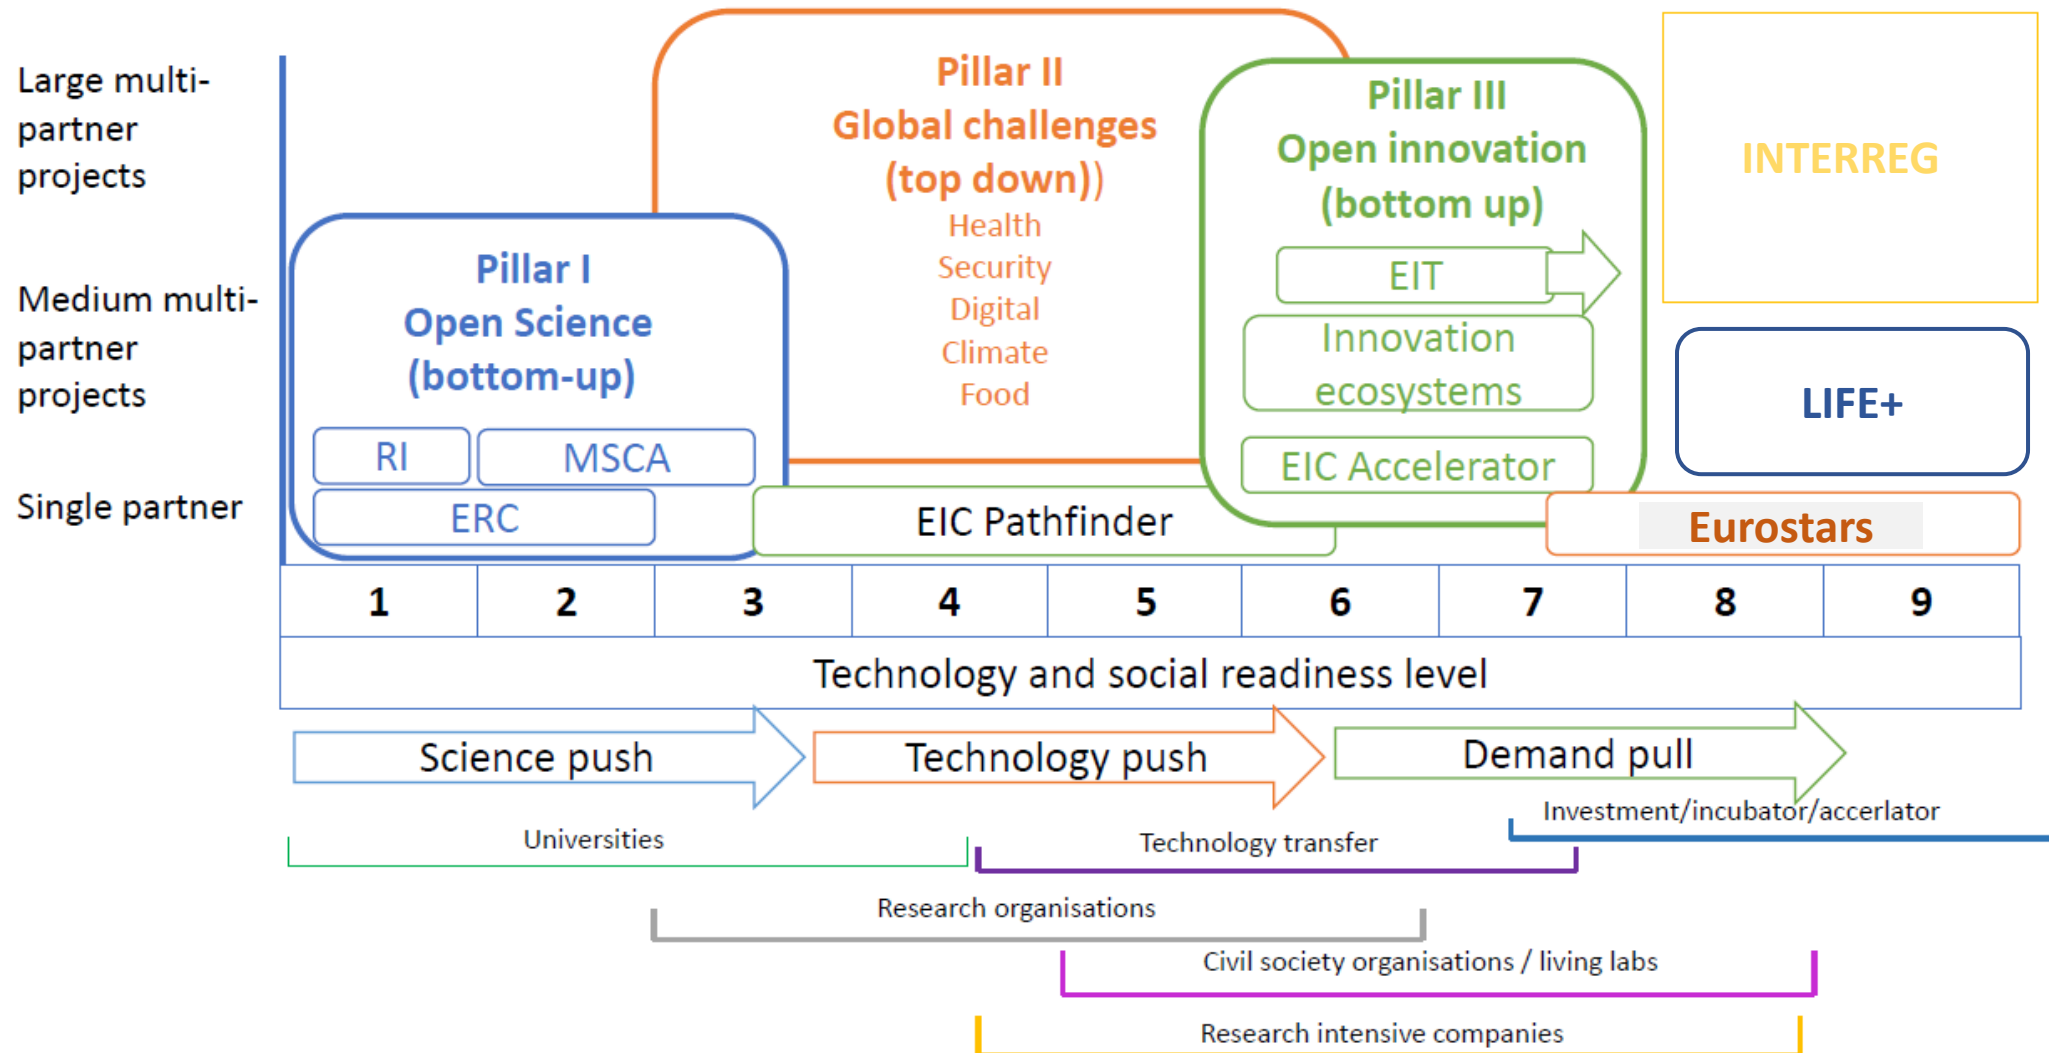 Large multi-
partner
projects
Medium multi-
partner
projects
Single partner
Pillar I
Open Science
(bottom-up)
RI
MSCA
ERC
Pillar II
Global challenges
(top down))
Health
Security
Digital
Climate
Food
EIC Pathfinder
Pillar III
Open innovation
(bottom up)
EIT
Innovation
ecosystems
EIC Accelerator
INTERREG
LIFE+
Eurostars
1 2 3 4 5 6 7 8 9
Technology and social readiness level
Science push
Technology push
Demand pull
Investment/incubator/accerlator
Universities
Technology transfer
Research organisations
Civil society organisations / living labs
Research intensive companies